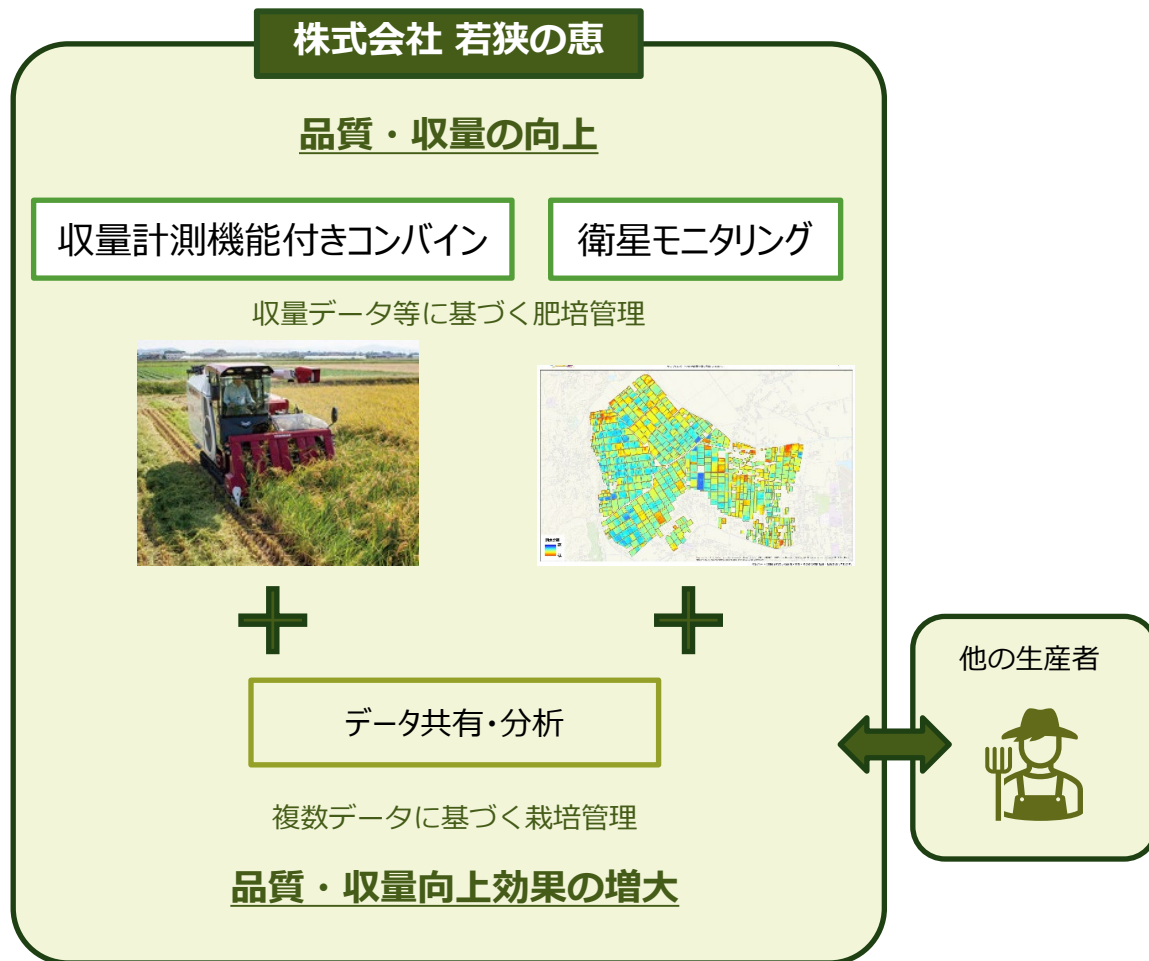 株式会社 若狭の恵
品質・収量の向上
収量計測機能付きコンバイン
衛星モニタリング
収量データ等に基づく肥培管理
データ共有・分析
複数データに基づく栽培管理
品質・収量向上効果の増大
他の生産者